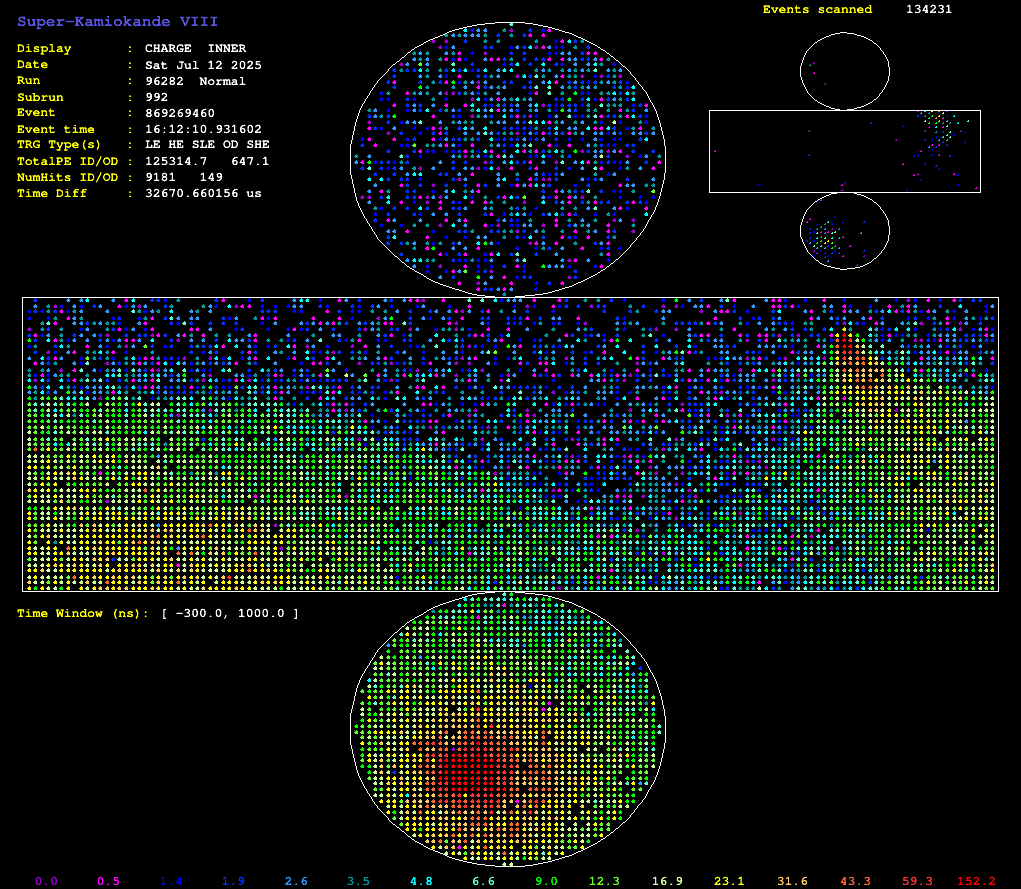 Super-Kamiokande VIII
Events scanned 134231
Display : CHARGE INNER
Date : Sat Jul 12 2025
Run : 96282 Normal
Subrun : 992
Event : 869269460
Event time : 16:12:10.931602
TRG Type(s) : LE HE SLE OD SHE
TotalPE ID/OD : 125314.7 647.1
NumHits ID/OD : 9181 149
Time Diff : 32670.660156 us
Time Window (ns): [ -300.0, 1000.0 ]
0.0 0.5 1.4 1.9 2.6 3.5 4.8 6.6 9.0 12.3 16.9 23.1 31.6 43.3 59.3 152.2